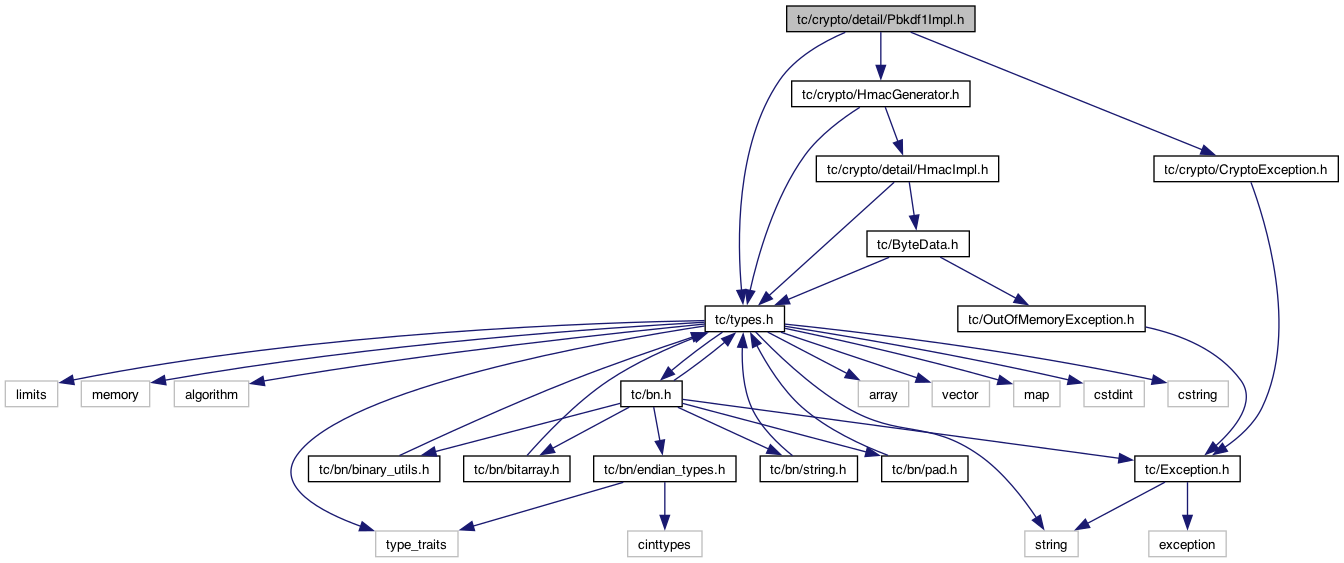 tc/crypto/detail/Pbkdf1Impl.h
tc/crypto/HmacGenerator.h
tc/crypto/detail/HmacImpl.h
tc/crypto/CryptoException.h
tc/ByteData.h
tc/types.h
tc/OutOfMemoryException.h
limits
memory
algorithm
tc/bn.h
array
vector
map
cstdint
cstring
tc/bn/binary_utils.h
tc/bn/bitarray.h
tc/bn/endian_types.h
tc/bn/string.h
tc/bn/pad.h
tc/Exception.h
type_traits
cinttypes
string
exception